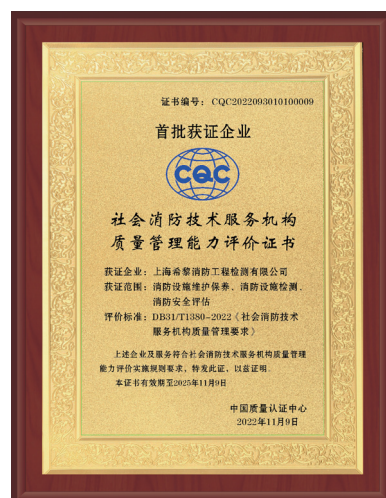 证书编号： CQC2022093010100009
首批获证企业
CQC
社会消防技术服务机构
质量管理能力评价证书
获证企业：上海希黎消防工程检测有限公司
获证范围：消防设施维护保养、消防设施检测、
消防安全评估
评价标准：DB31/T1380-2022《社会消防技术
服务机构质量管理要求》
上述企业及服务符合社会消防技术服务机构质量管理
能力评价实施规则要求，特发此证，以兹证明.
本证书有效期至2025年11月9日
中国质量认证中心
2022年11月9日